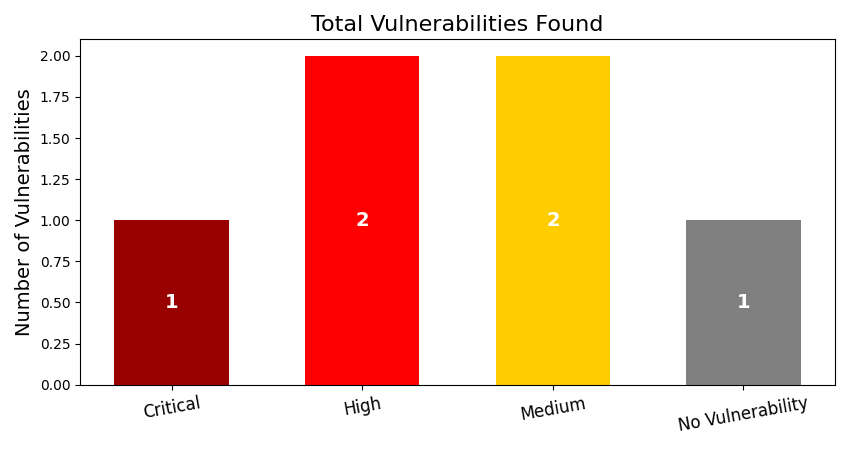 Total Vulnerabilities Found
Number of Vulnerabilities
2.00
1.75
1.50
1.25
1.00
0.75
0.50
0.25
0.00
1
2
2
1
Critical
High
Medium
No Vulnerability